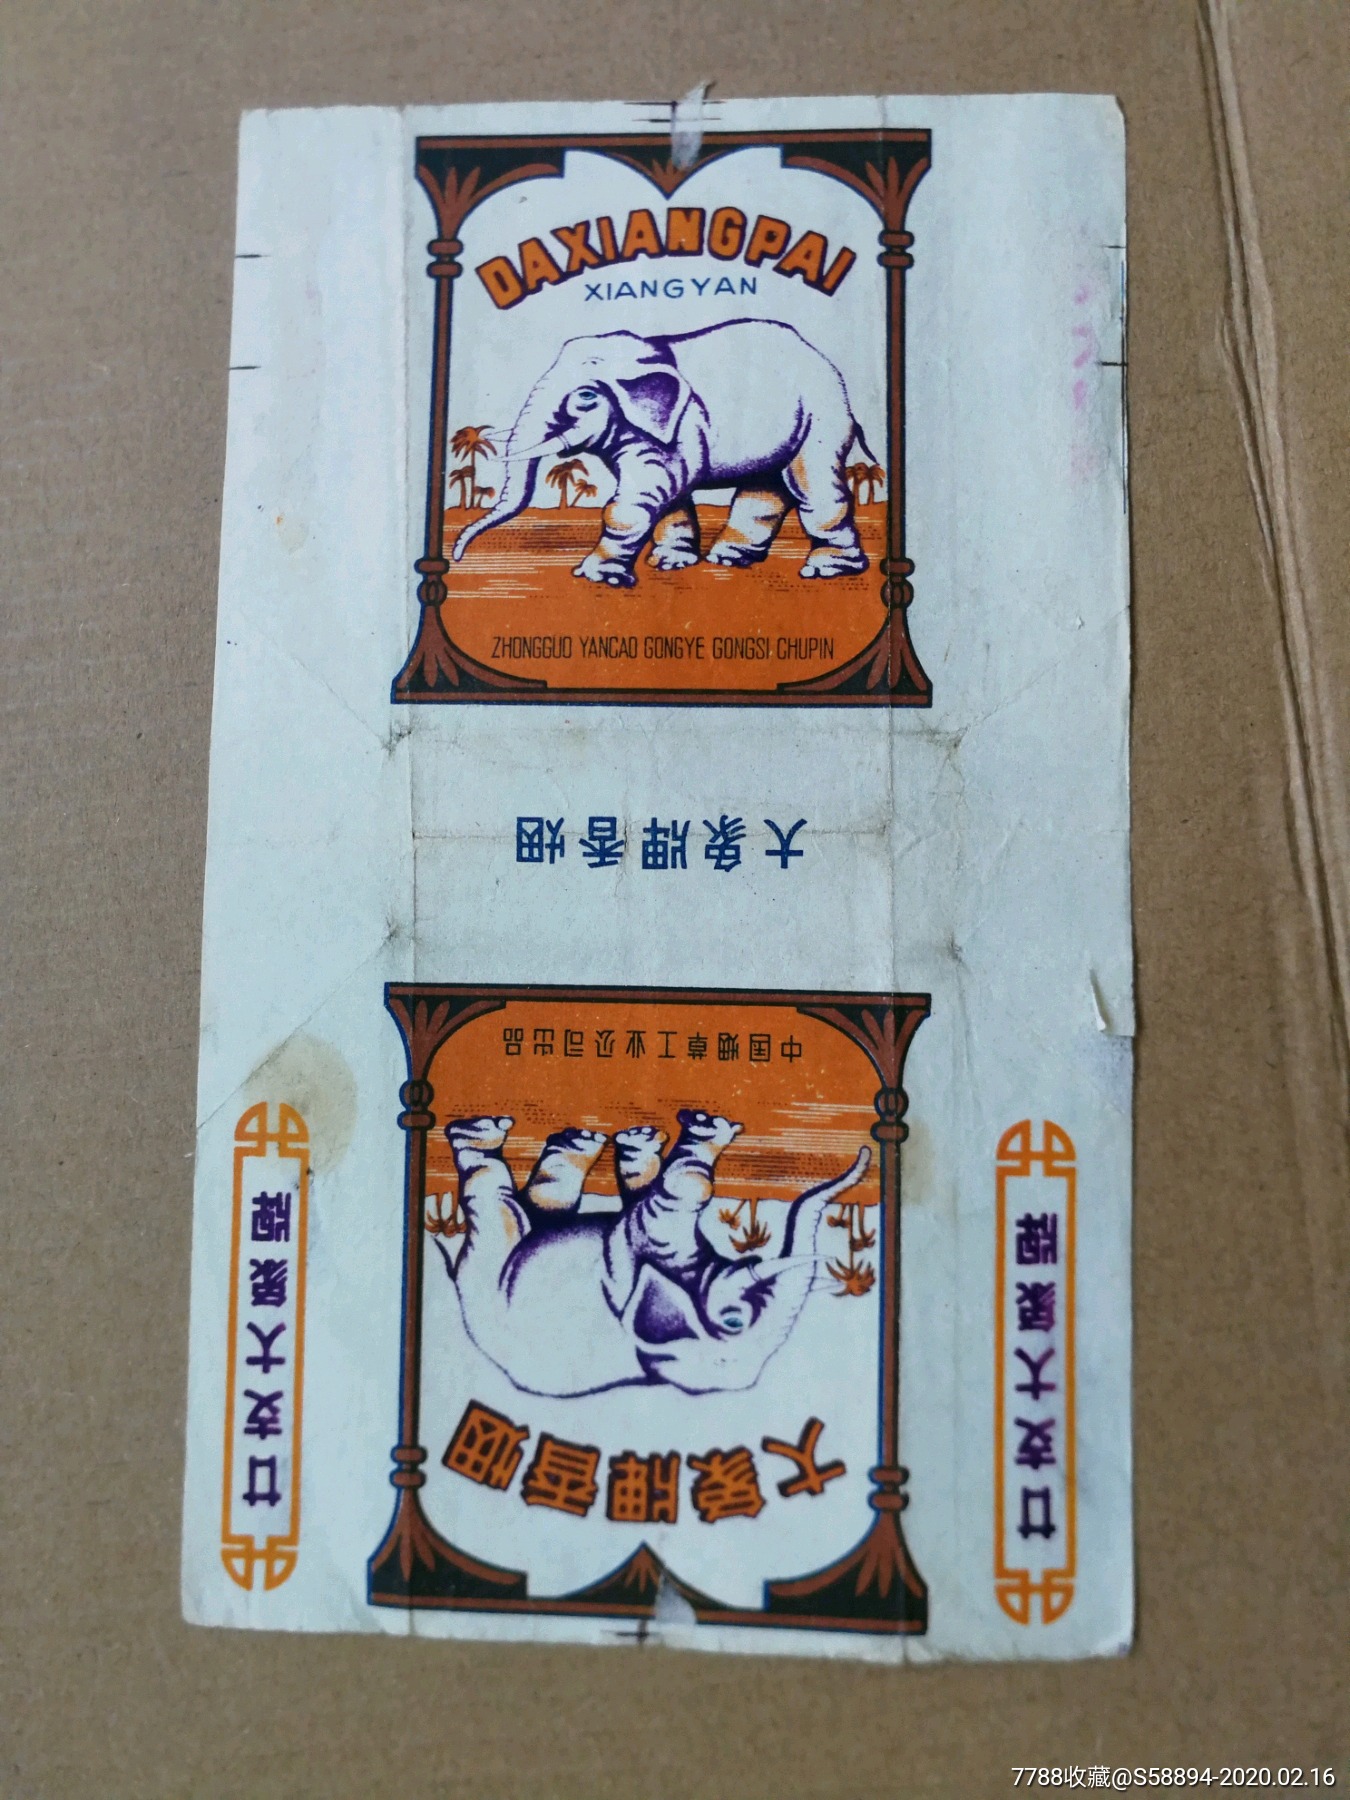 DAXIANGPAI
XIANGYAN
ZHONGGUO YANCAO GONGYE GONGSI CHUPIN
大象牌香烟
中国烟草工业公司出品
大象牌香烟
廿支大象牌
廿支大象牌
7788收藏@S58894-2020.02.16